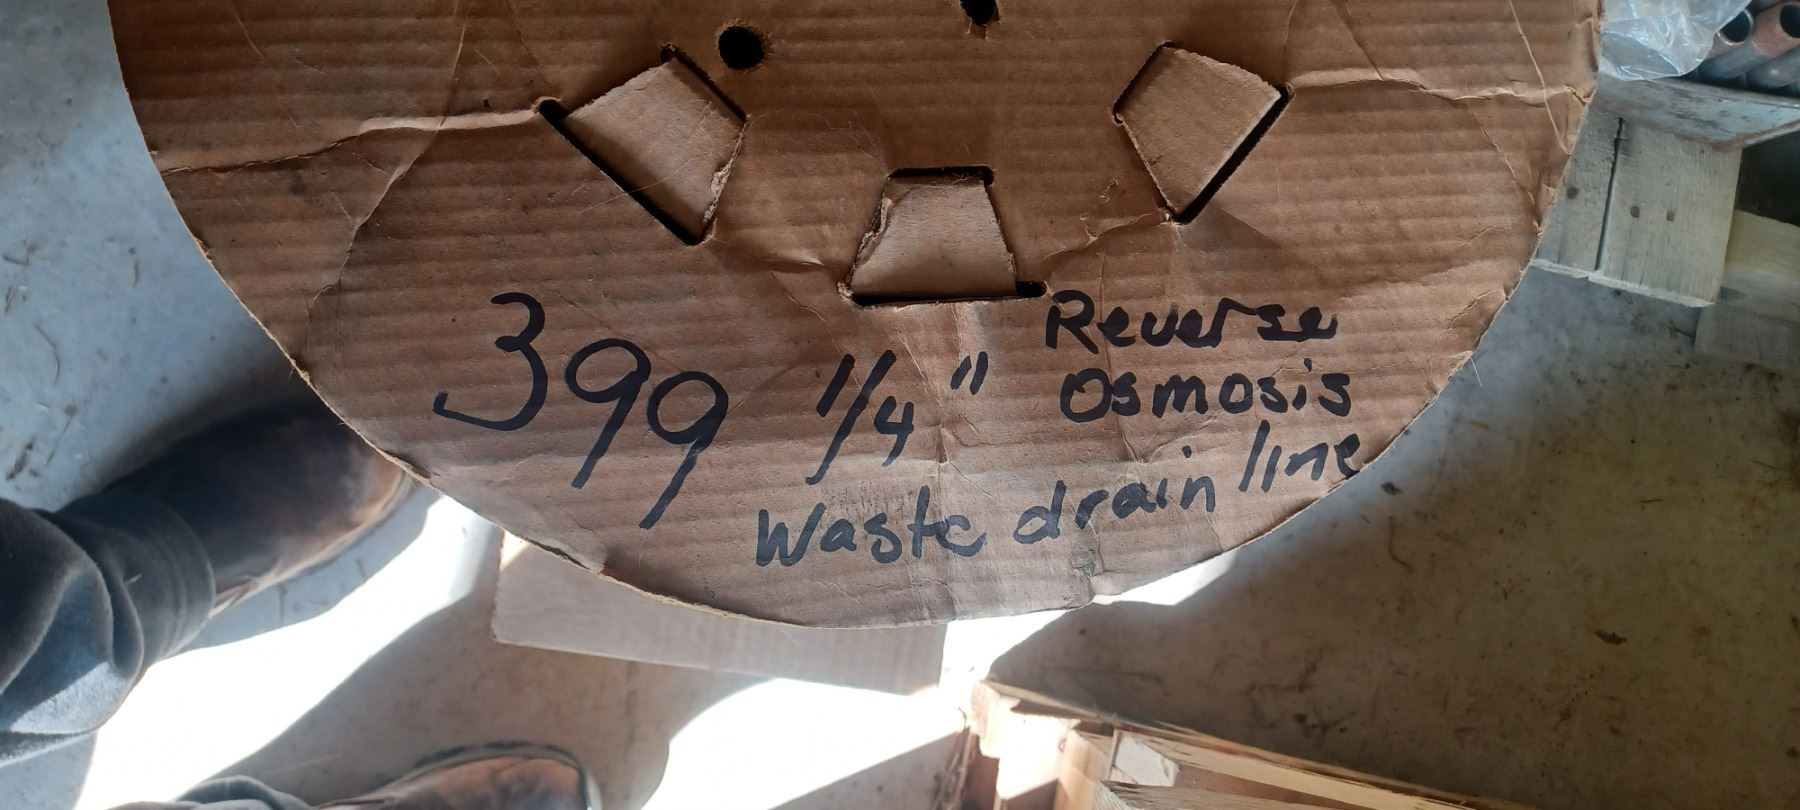 399 1/4" Reverse
Osmosis
Waste drain line